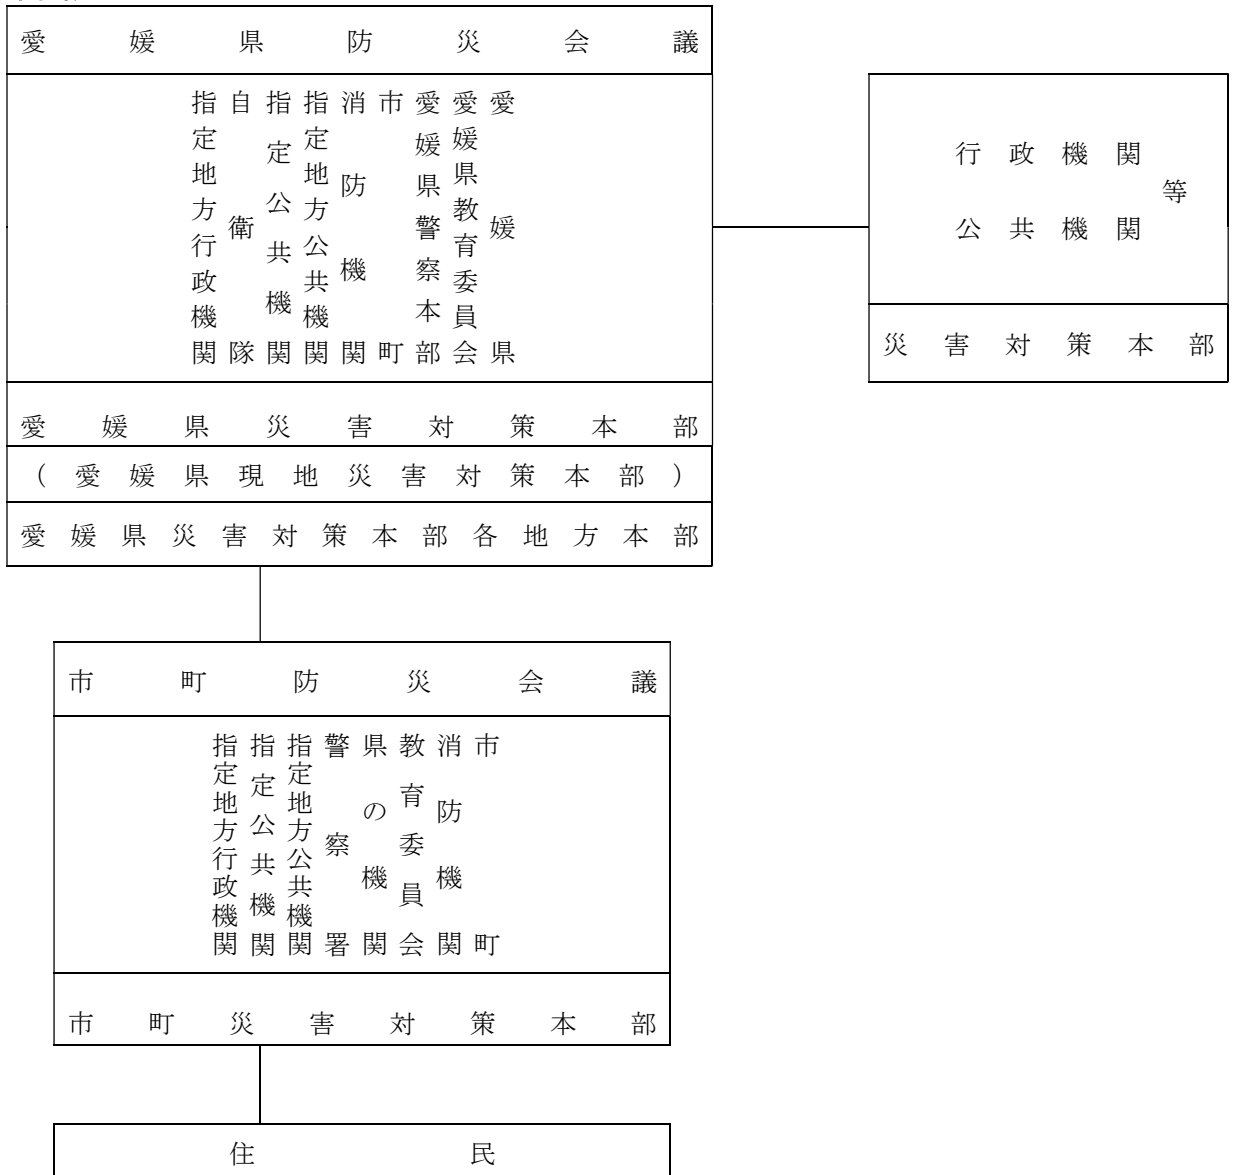 愛媛県防災会議
愛媛県
愛媛県教育委員会
愛媛県警察本部
市町
消防機関
指定地方公共機関
指定公共機関
自衛隊
指定地方行政機関
愛媛県災害対策本部
(愛媛県現地災害対策本部)
愛媛県災害対策本部各地方本部
行政機関
公共機関
等
災害対策本部
市町防災会議
市町
消防機関
教育委員会
県の機関
警察署
指定地方公共機関
指定公共機関
指定地方行政機関
市町災害対策本部
住民